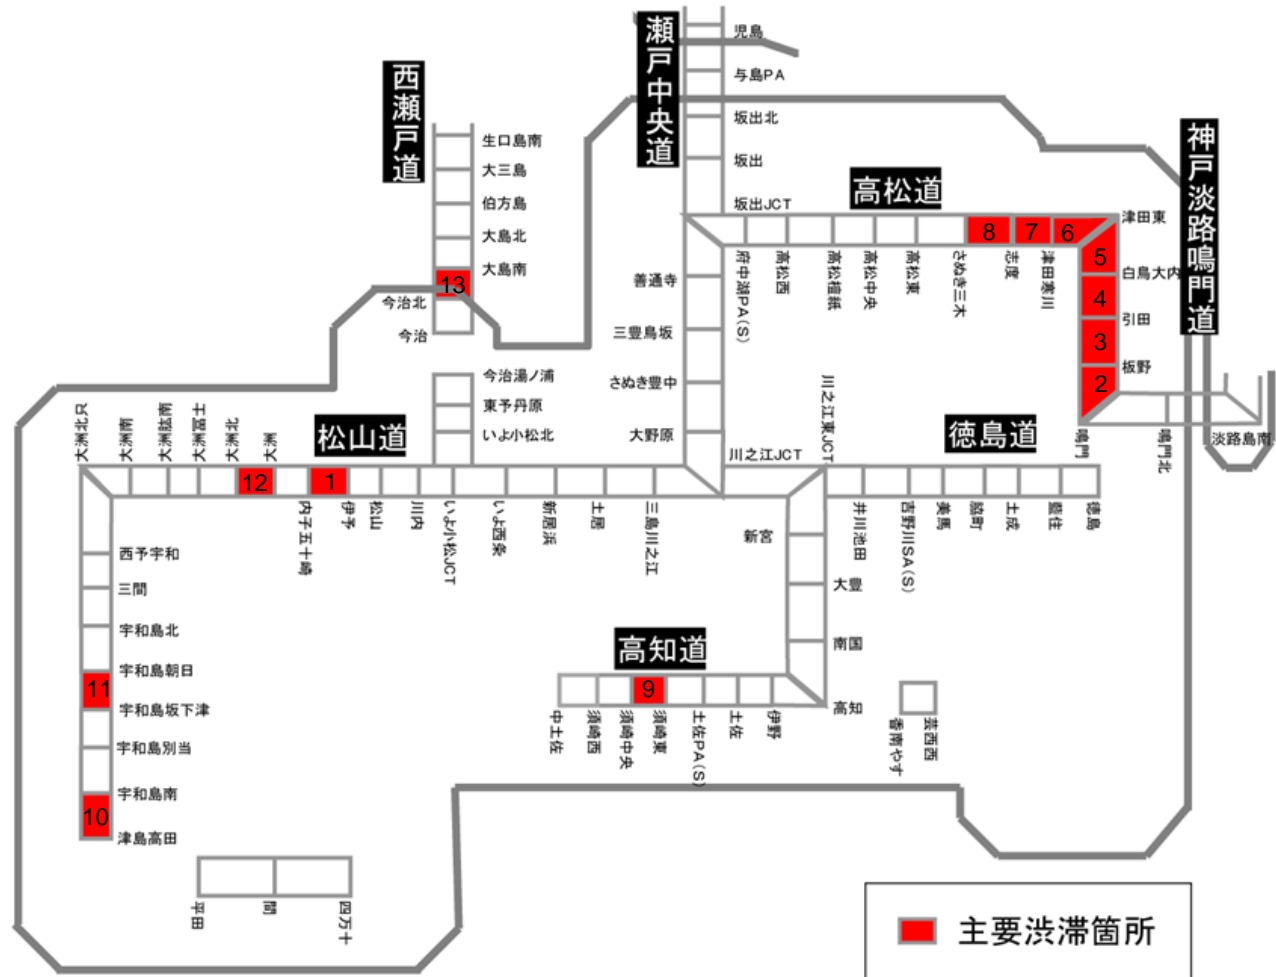 瀬戸中央道
児島
与島PA
坂出北
坂出
坂出JCT
西瀬戸道
生口島南
大三島
伯方島
大島北
大島南
13
今治北
今治
神戸淡路鳴門道
高松道
8
7
6
津田東
5
白鳥大内
4
引田
3
板野
2
府中湖PA(S)
高松西
高松檀紙
高松中央
高松東
さぬき三木
志度
津田寒川
鳴門
鳴門北
淡路島南
善通寺
三豊鳥坂
さぬき豊中
大野原
川之江JCT
川之江東JCT
今治湯ノ浦
東予丹原
いよ小松北
松山道
大洲北只
大洲南
大洲肱南
大洲冨士
大洲北
大洲
12
1
内子五十崎
伊予
松山
川内
いよ小松JCT
いよ西条
新居浜
土居
三島川之江
徳島道
井川池田
吉野川SA(S)
美馬
脇町
土成
藍住
徳島
新宮
大豊
南国
高知
高知道
9
中土佐
須崎西
須崎中央
須崎東
土佐PA(S)
土佐
伊野
香南やす
芸西西
西予宇和
三間
宇和島北
宇和島朝日
11
宇和島坂下津
宇和島別当
宇和島南
10
津島高田
平田
間
四万十
主要渋滞箇所